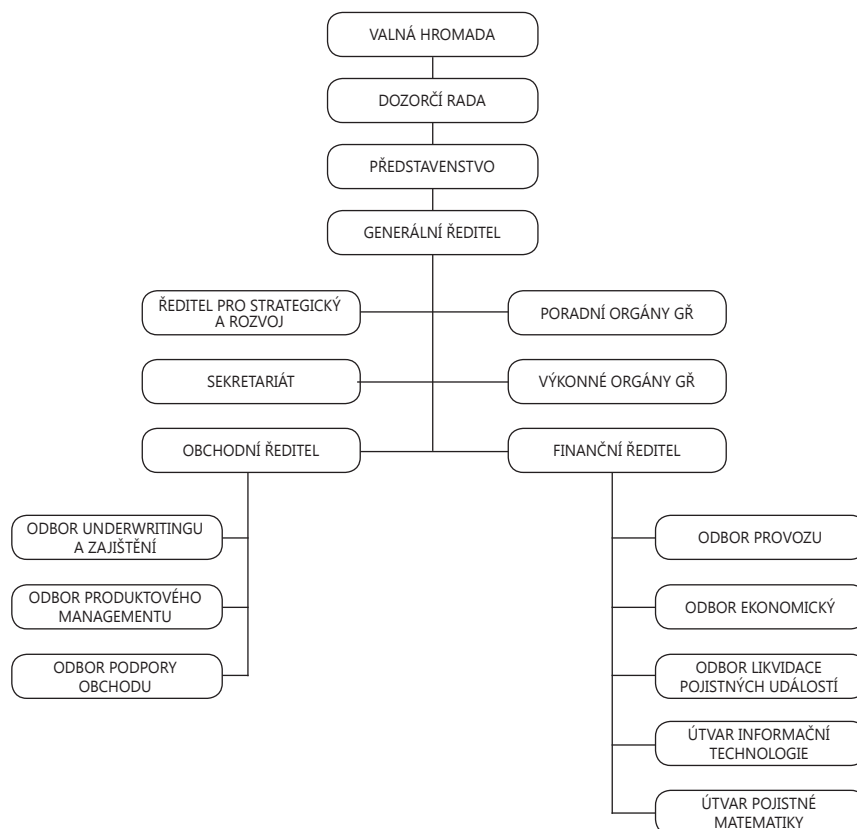 VALNÁ HROMADA
DOZORČÍ RADA
PŘEDSTAVENSTVO
GENERÁLNÍ ŘEDITEL
ŘEDITEL PRO STRATEGICKÝ
A ROZVOJ
PORADNÍ ORGÁNY GŘ
SEKRETARIÁT
VÝKONNÉ ORGÁNY GŘ
OBCHODNÍ ŘEDITEL
FINANČNÍ ŘEDITEL
ODBOR UNDERWRITINGU
A ZAJIŠTĚNÍ
ODBOR PROVOZU
ODBOR PRODUKTOVÉHO
MANAGEMENTU
ODBOR EKONOMICKÝ
ODBOR PODPORY
OBCHODU
ODBOR LIKVIDACE
POJISTNÝCH UDÁLOSTÍ
ÚTVAR INFORMAČNÍ
TECHNOLOGIE
ÚTVAR POJISTNÉ
MATEMATIKY